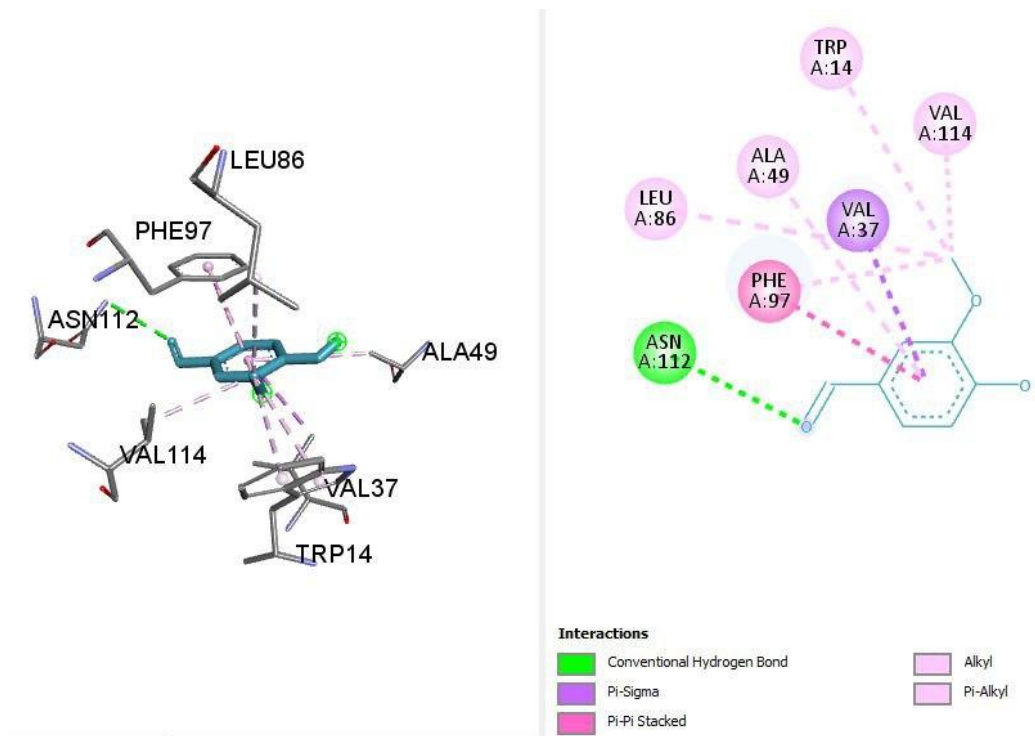 LEU86
PHE97
ASN112
ALA49
VAL114
VAL37
TRP14
TRP
A:14
VAL
A:114
ALA
A:49
LEU
A:86
VAL
A:37
PHE
A:97
ASN
A:112
O
O
O
Interactions
Conventional Hydrogen Bond
Pi-Sigma
Pi-Pi Stacked
Alkyl
Pi-Alkyl